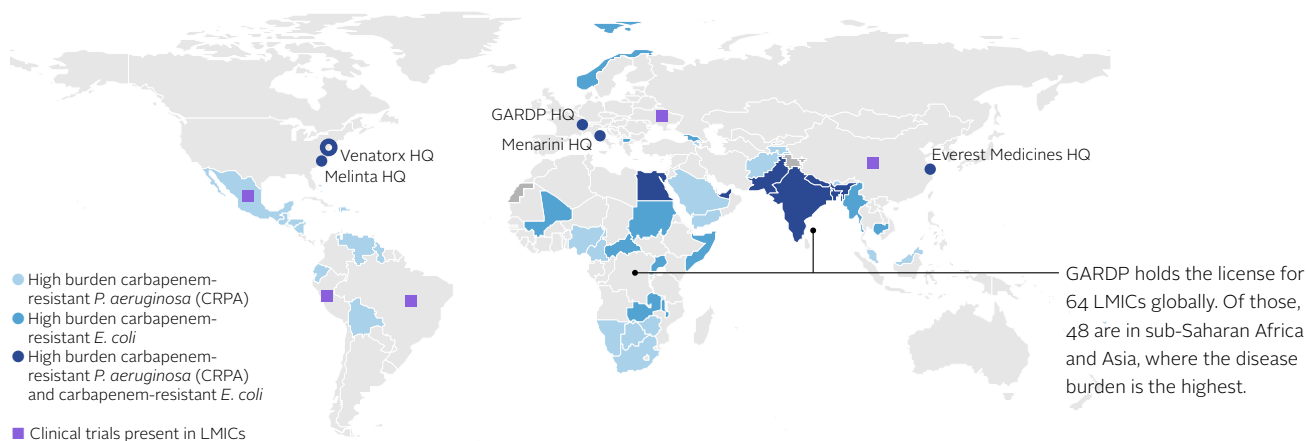 GARDP HQ
Menarini HQ
Venatorx HQ
Melinta HQ
Everest Medicines HQ
High burden carbapenem-
resistant P. aeruginosa (CRPA)
High burden carbapenem-
resistant E. coli
High burden carbapenem-
resistant P. aeruginosa (CRPA)
and carbapenem-resistant E. coli
Clinical trials present in LMICs
GARDP holds the license for
64 LMICs globally. Of those,
48 are in sub-Saharan Africa
and Asia, where the disease
burden is the highest.